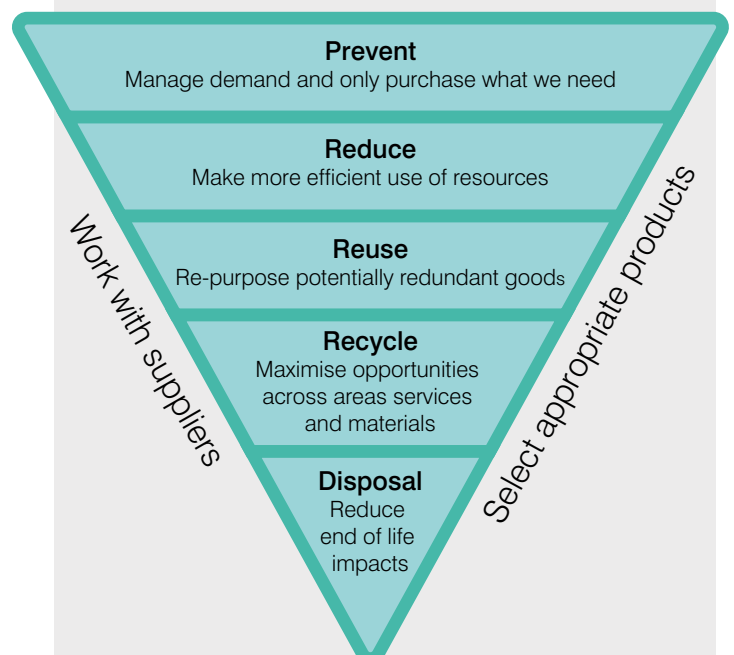 Prevent
Manage demand and only purchase what we need
Reduce
Make more efficient use of resources
Reuse
Re-purpose potentially redundant goods
Recycle
Maximise opportunities
across areas services
and materials
Disposal
Reduce
end of life
impacts
Work with suppliers
Select appropriate products